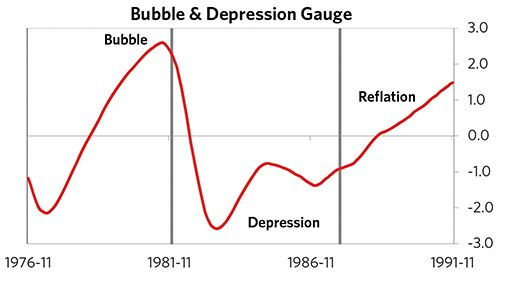 Bubble & Depression Gauge
Bubble
Reflation
Depression
3.0
2.0
1.0
0.0
-1.0
-2.0
-3.0
1976-11
1981-11
1986-11
1991-11